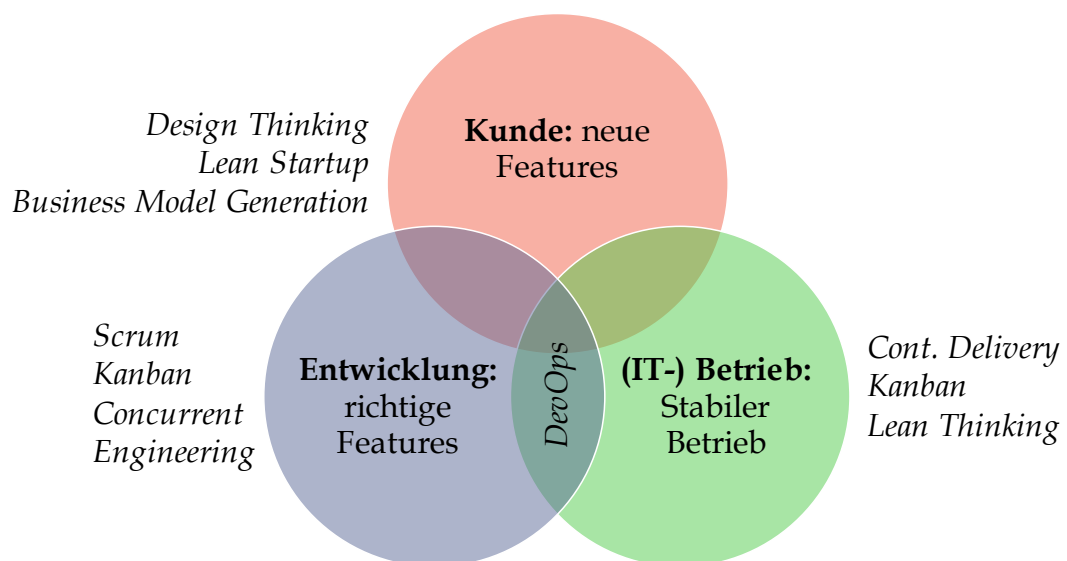 Design Thinking
Lean Startup
Business Model Generation
Kunde: neue
Features
Scrum
Kanban
Concurrent
Engineering
Entwicklung:
richtige
Features
DevOps
(IT-) Betrieb:
Stabiler
Betrieb
Cont. Delivery
Kanban
Lean Thinking